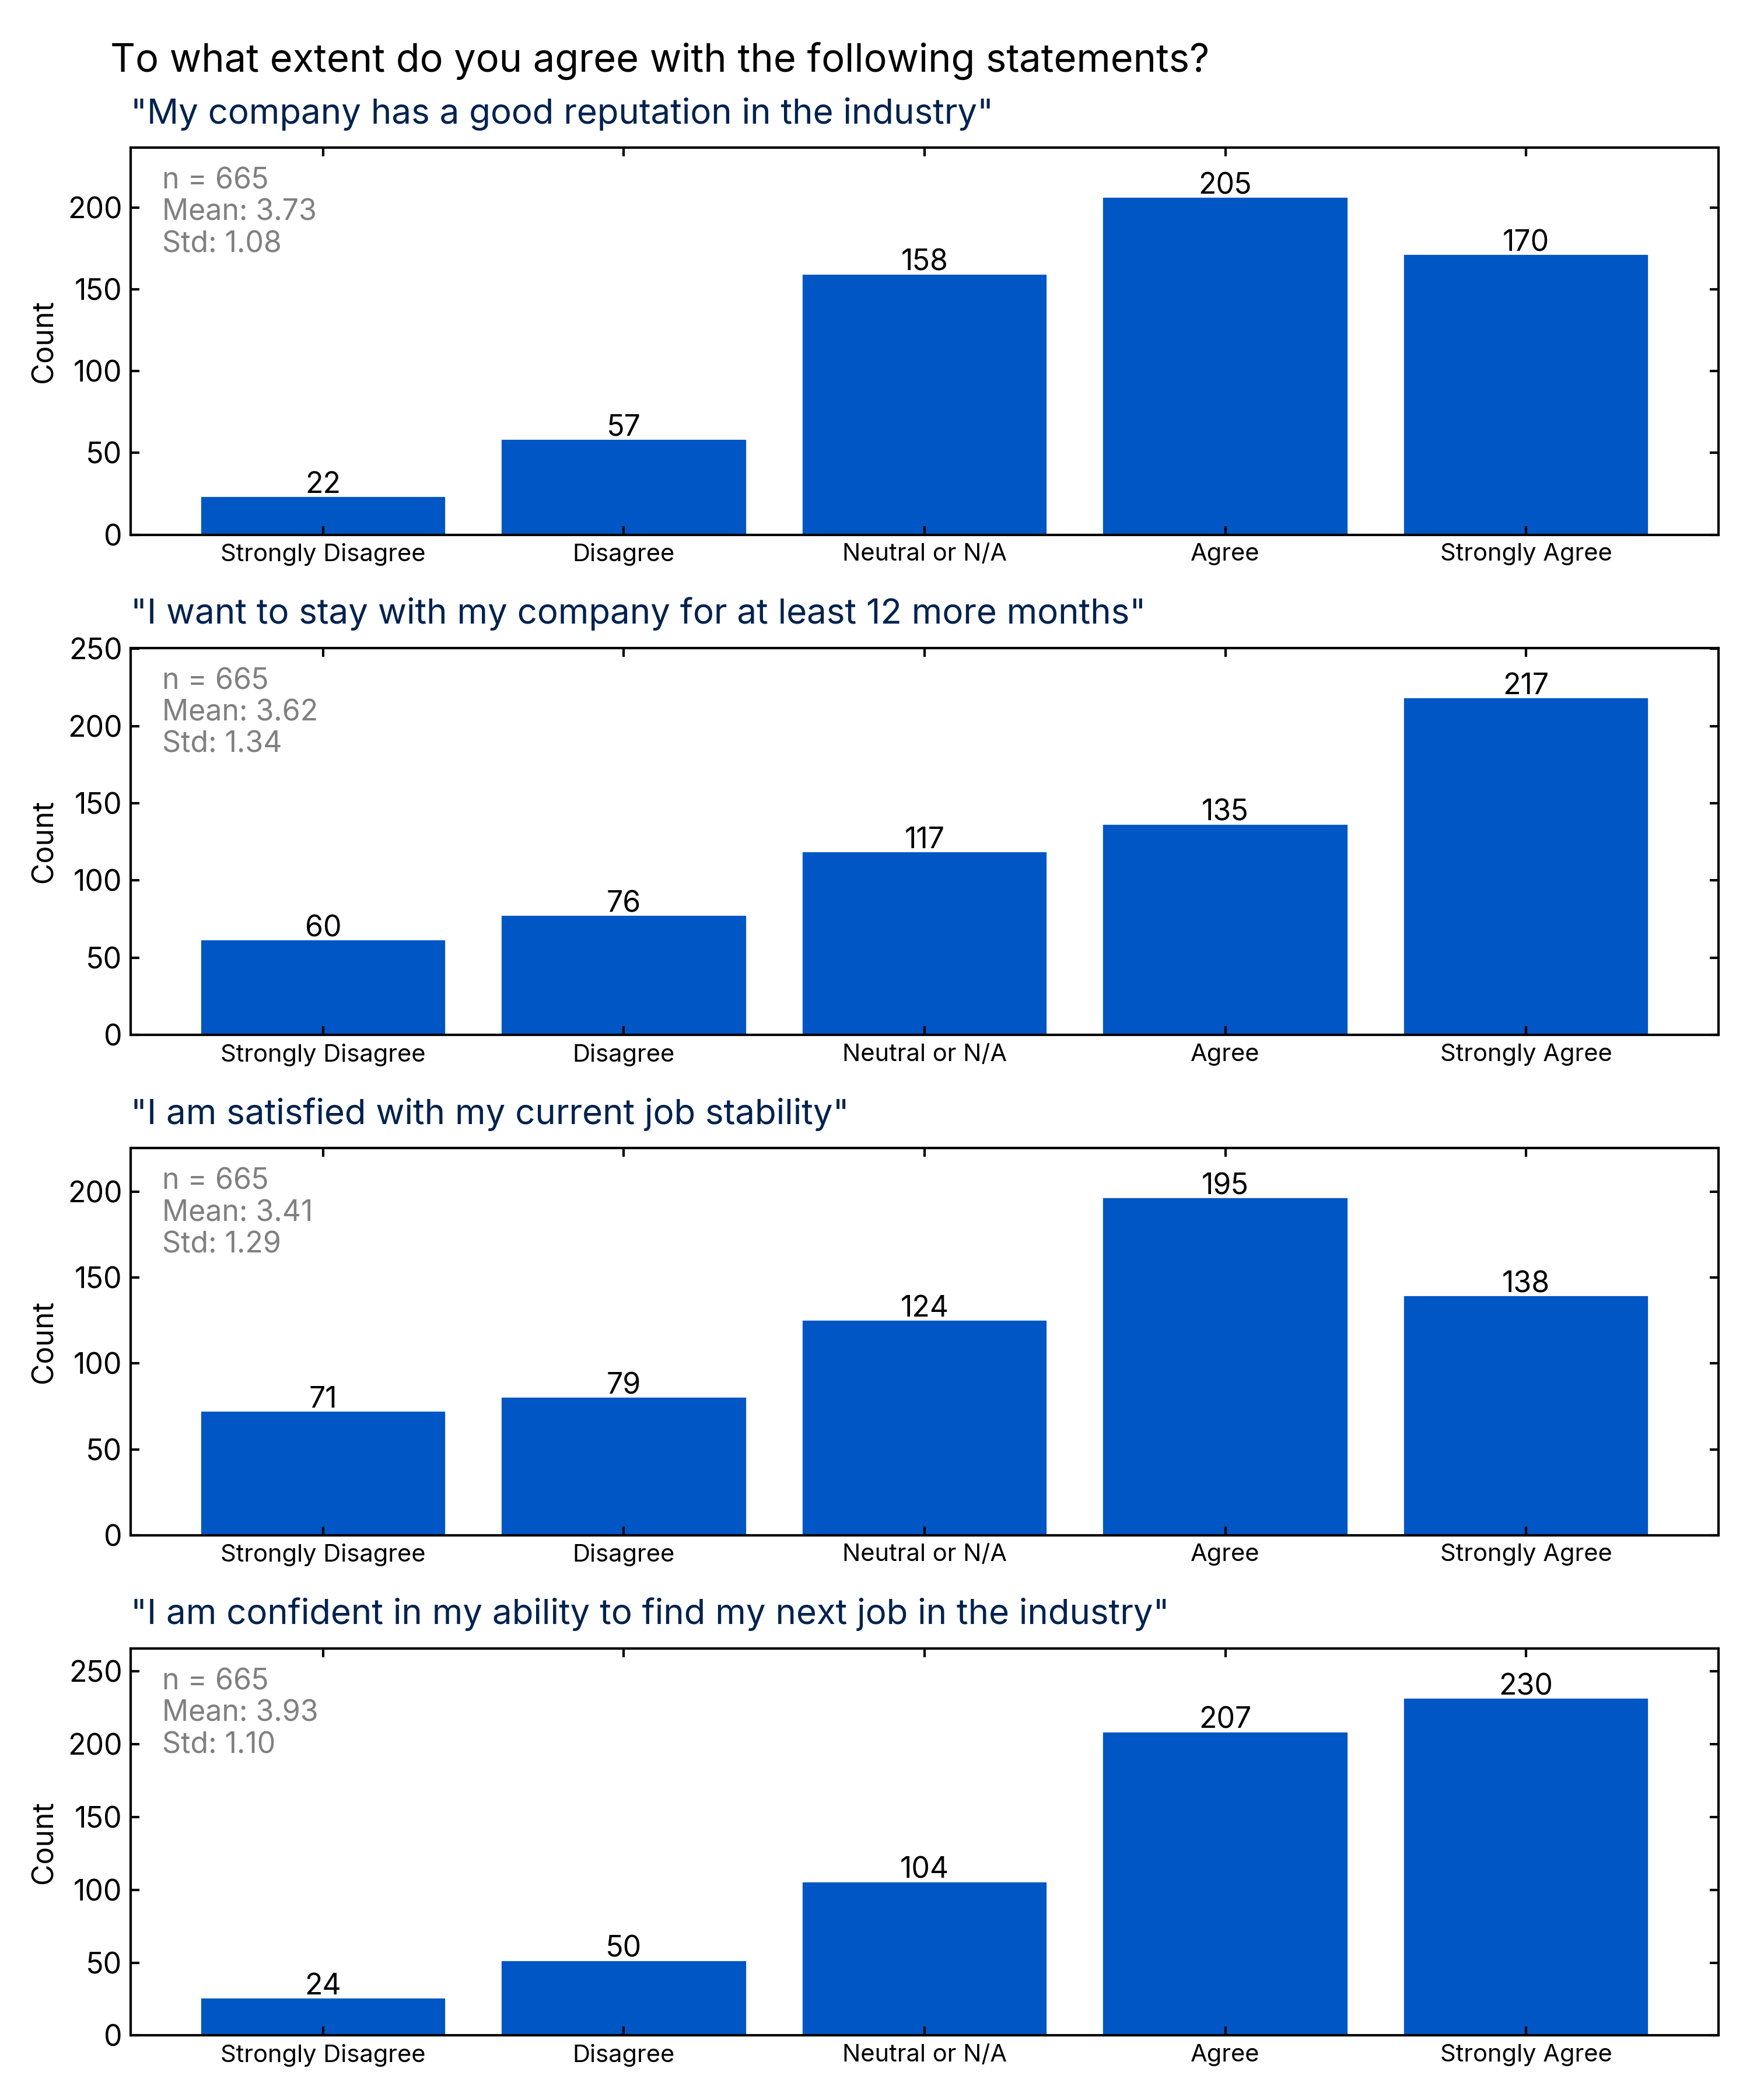 To what extent do you agree with the following statements?
"My company has a good reputation in the industry"
n = 665
Mean: 3.73
Std: 1.08
Count
200
150
100
50
0
22
57
158
205
170
Strongly Disagree Disagree Neutral or N/A Agree Strongly Agree
"I want to stay with my company for at least 12 more months"
n = 665
Mean: 3.62
Std: 1.34
Count
250
200
150
100
50
0
60
76
117
135
217
Strongly Disagree Disagree Neutral or N/A Agree Strongly Agree
"I am satisfied with my current job stability"
n = 665
Mean: 3.41
Std: 1.29
Count
200
150
100
50
0
71
79
124
195
138
Strongly Disagree Disagree Neutral or N/A Agree Strongly Agree
"I am confident in my ability to find my next job in the industry"
n = 665
Mean: 3.93
Std: 1.10
Count
250
200
150
100
50
0
24
50
104
207
230
Strongly Disagree Disagree Neutral or N/A Agree Strongly Agree